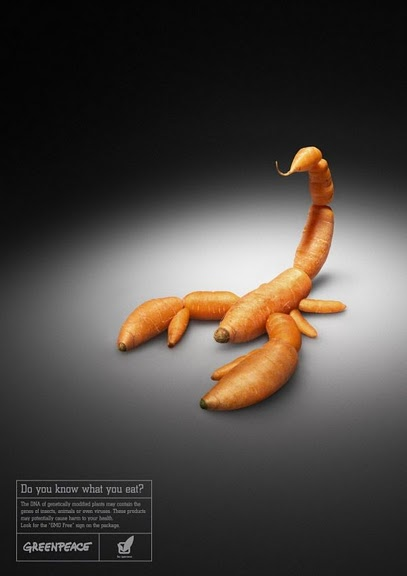 Do you know what you eat?
The DNA of genetically modified plants may contain the
genes of insects, animals or even viruses. These products
may potentially cause harm to your health.
Look for the "GMO Free" sign on the package.
GREENPEACE